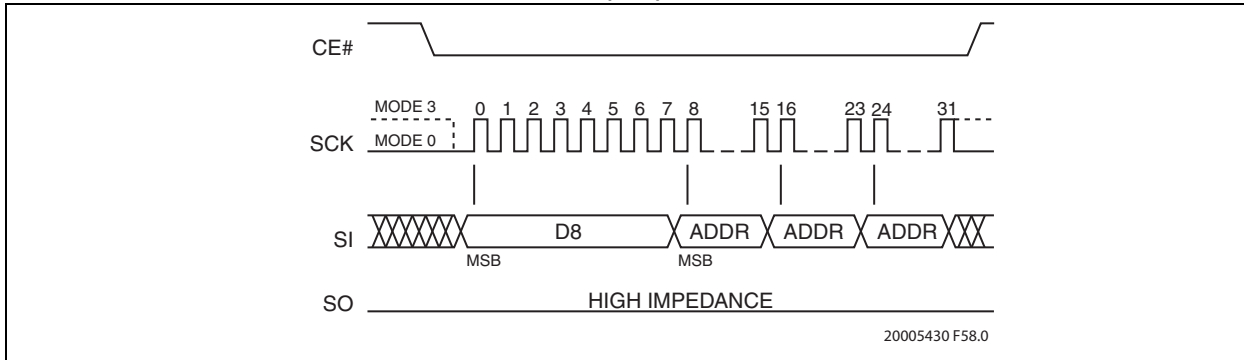 CE#
MODE 3
0 1 2 3 4 5 6 7 8 15 16 23 24 31
SCK MODE 0
SI D8 ADDR ADDR ADDR
MSB MSB
SO HIGH IMPEDANCE
20005430 F58.0